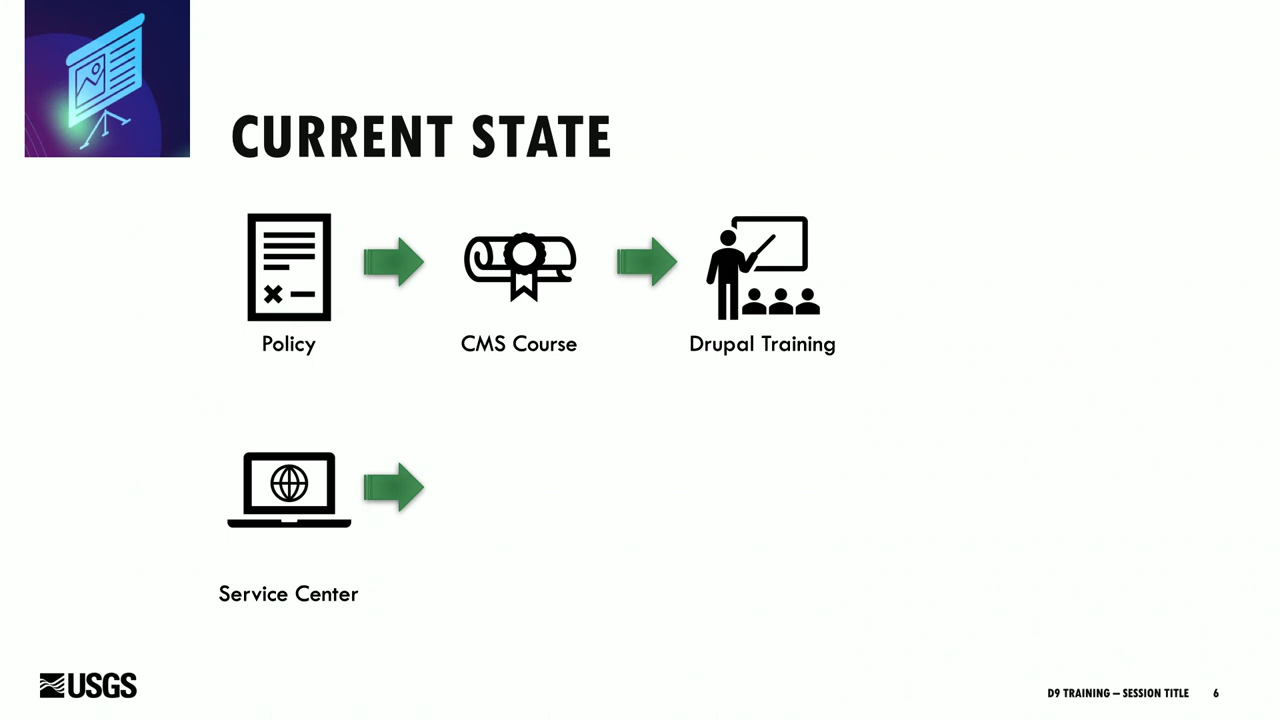 CURRENT STATE
Policy
CMS Course
Drupal Training
Service Center
USGS
D9 TRAINING – SESSION TITLE 6